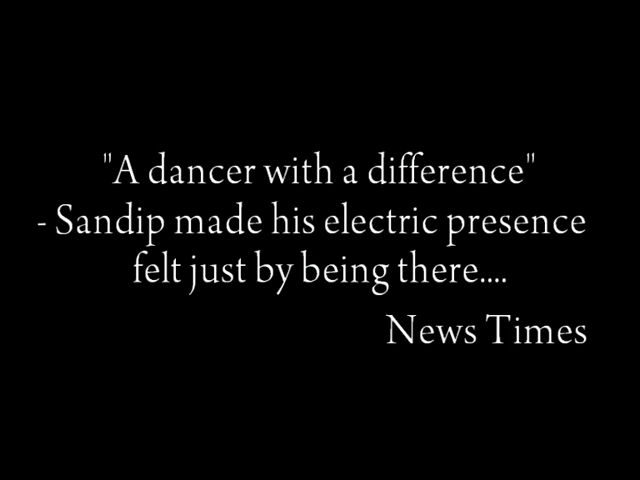 "A dancer with a difference"
- Sandip made his electric presence
felt just by being there....
News Times